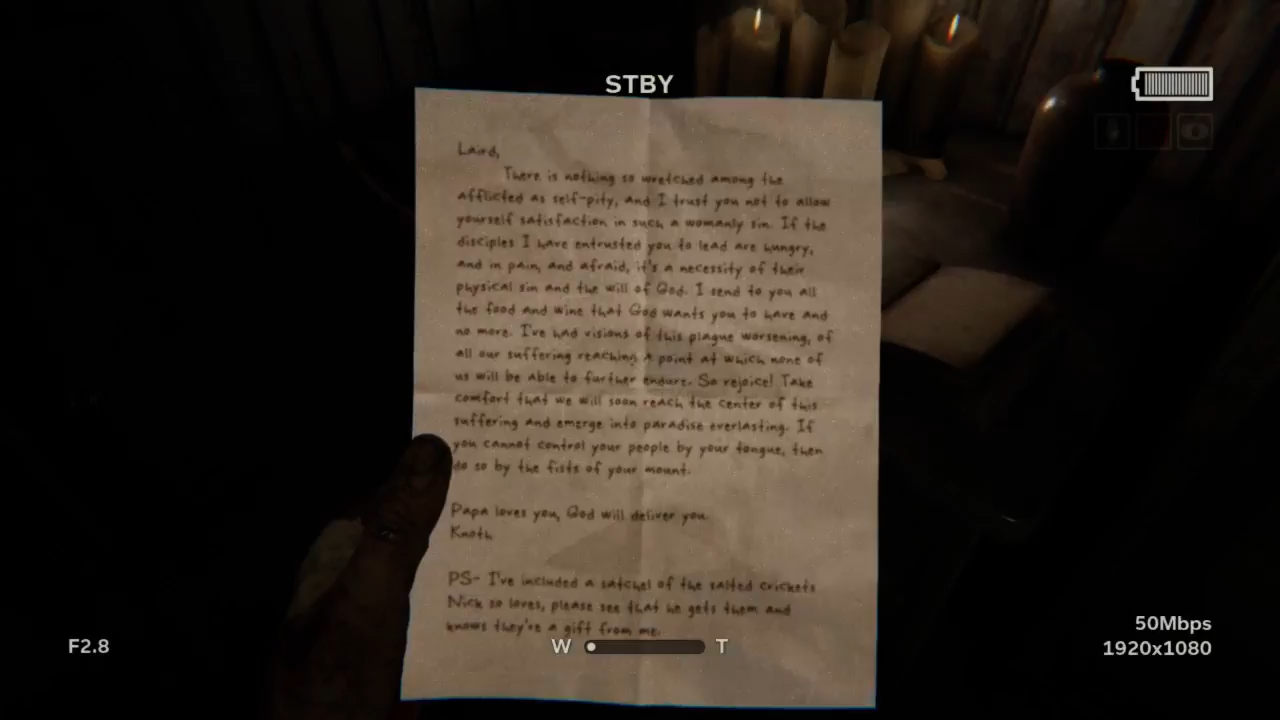 STBY
Laird,
There is nothing so wretched among the
afflicted as self-pity, and I trust you not to allow
yourself satisfaction in such a womanly sin. If the
disciples I have entrusted you to lead are hungry,
and in pain, and afraid, it's a necessity of their
physical sin and the will of God. I send to you all
the food and wine that God wants you to have and
no more. I've had visions of this plague worsening, of
all our suffering reaching a point at which none of
us will be able to further endure. So rejoice! Take
comfort that we will soon reach the center of this
suffering and emerge into paradise everlasting. If
you cannot control your people by your tongue, then
do so by the fists of your mount.
Papa loves you, God will deliver you.
Knoth
PS- I've included a satchel of the salted crickets
Nick so loves, please see that he gets them and
knows they're a gift from me.
F2.8
W T
50Mbps
1920x1080